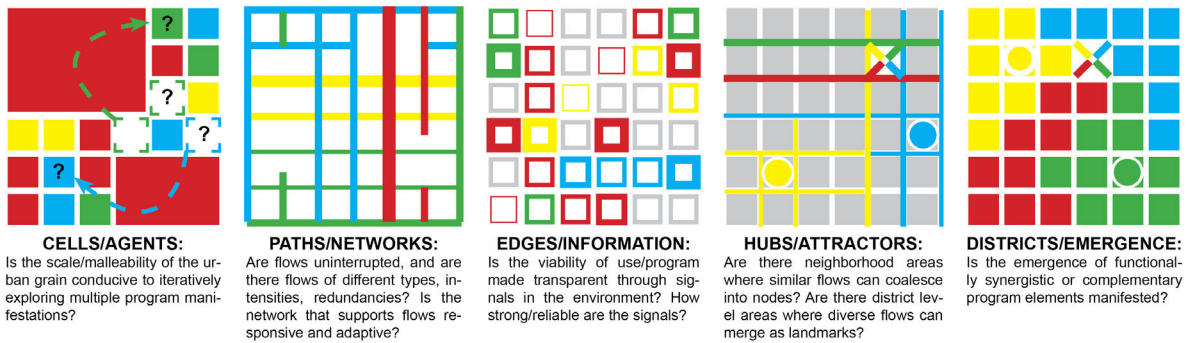 ?
?
?
?
CELLS/AGENTS:
Is the scale/malleability of the ur-
ban grain conducive to iteratively
exploring multiple program mani-
festations?
PATHS/NETWORKS:
Are flows uninterrupted, and are
there flows of different types, in-
tensities, redundancies? Is the
network that supports flows re-
sponsive and adaptive?
EDGES/INFORMATION:
Is the viability of use/program
made transparent through sig-
nals in the environment? How
strong/reliable are the signals?
HUBS/ATTRACTORS:
Are there neighborhood areas
where similar flows can coalesce
into nodes? Are there district lev-
el areas where diverse flows can
merge as landmarks?
DISTRICTS/EMERGENCE:
Is the emergence of functional-
ly synergistic or complementary
program elements manifested?